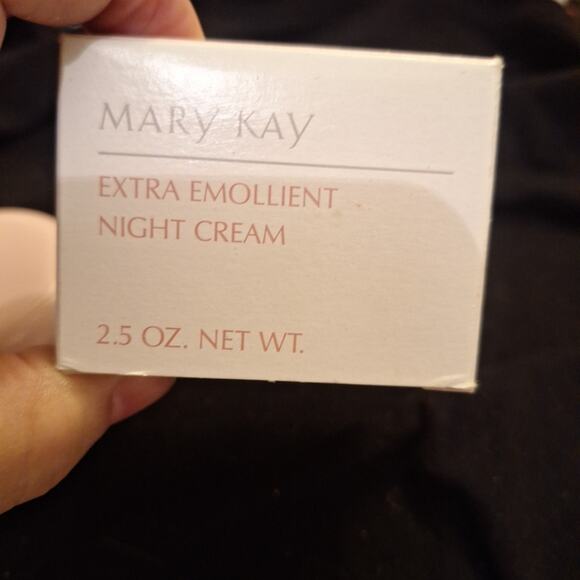 MARY KAY
EXTRA EMOLLIENT
NIGHT CREAM
2.5 OZ. NET WT.